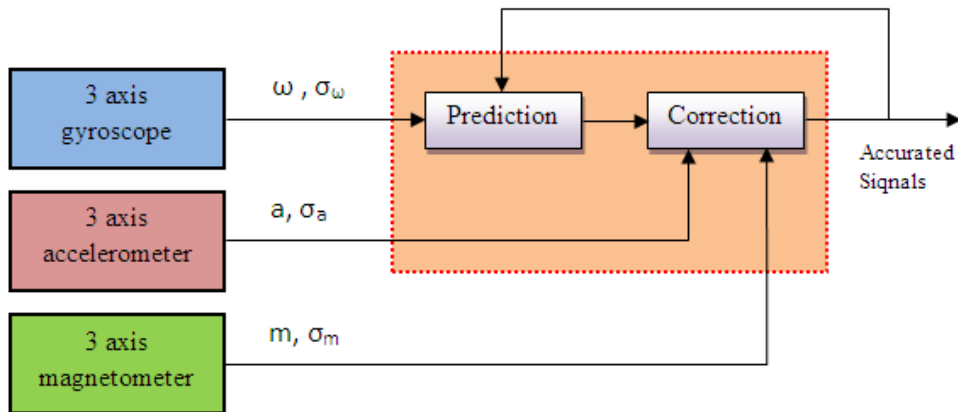 3 axis
gyroscope
ω , σω
Prediction
Correction
Accurated
Siqnals
3 axis
accelerometer
a, σa
3 axis
magnetometer
m, σm